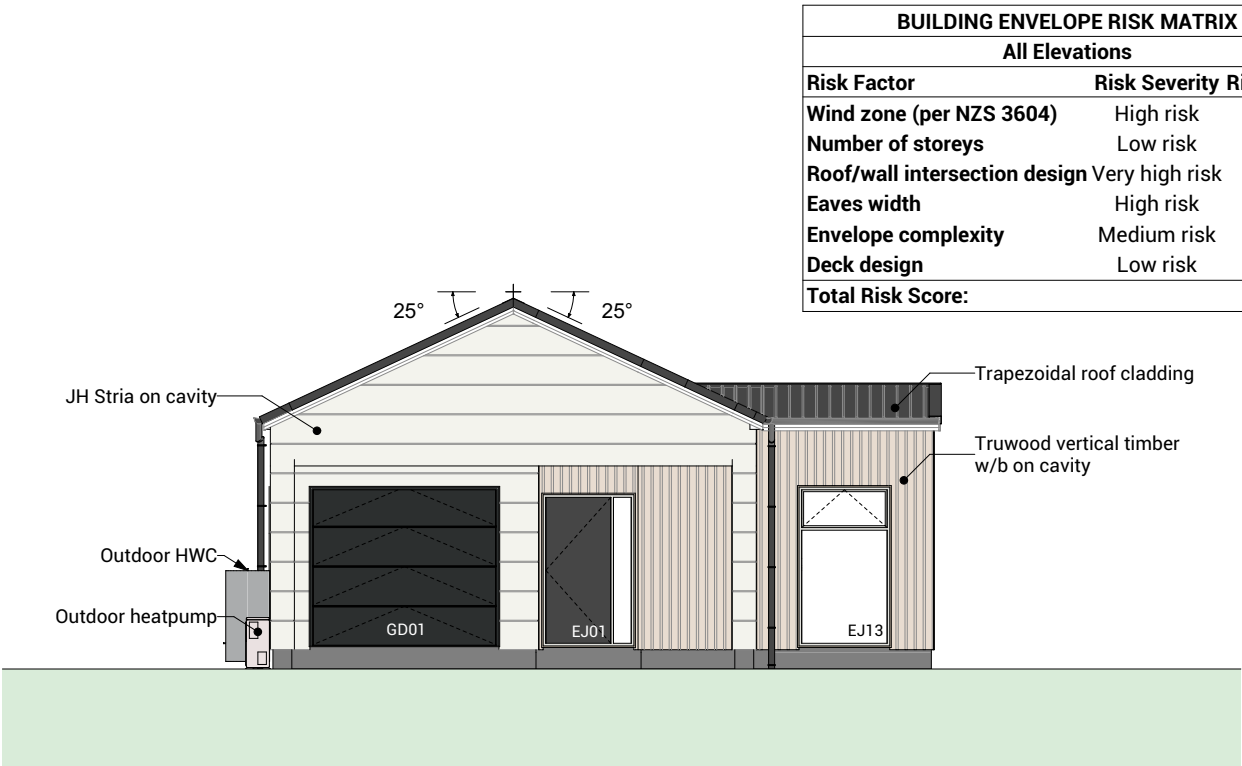 BUILDING ENVELOPE RISK MATRIX
All Elevations
Risk Factor Risk Severity
Wind zone (per NZS 3604) High risk
Number of storeys Low risk
Roof/wall intersection design Very high risk
Eaves width High risk
Envelope complexity Medium risk
Deck design Low risk
Total Risk Score:
25° 25°
JH Stria on cavity
Trapezoidal roof cladding
Truwood vertical timber
w/b on cavity
Outdoor HWC
Outdoor heatpump
GD01 EJ01 EJ13